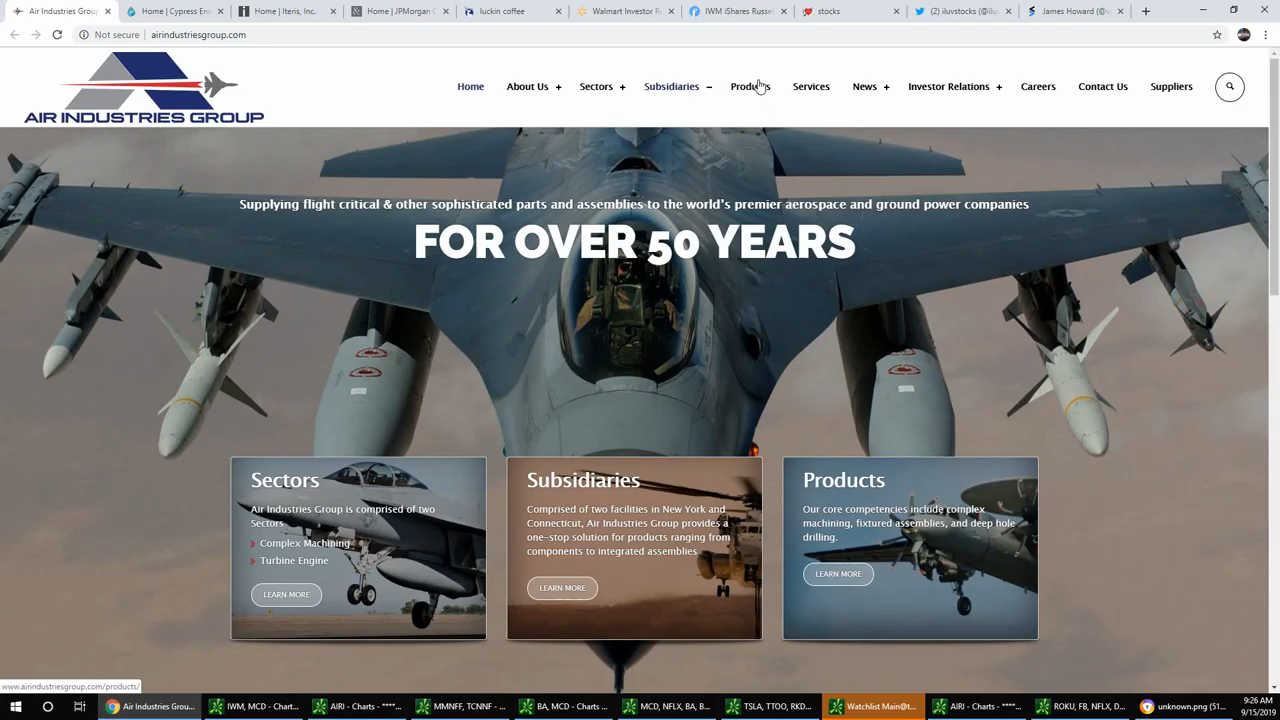 Air Industries Grou
Home | Cypress En
Home | Iteris, Inc.
Home | JPMorgan
luckin coffee
Walmart Investor R
IWM iShares Russe
stocks
(2) iluvstocks (@ilu
James Howard (@
Not secure
airindustriesgroup.com
AIR INDUSTRIES GROUP
Home
About Us +
Sectors +
Subsidiaries –
Products
Services
News +
Investor Relations +
Careers
Contact Us
Suppliers
Supplying flight critical & other sophisticated parts and assemblies to the world's premier aerospace and ground power companies
FOR OVER 50 YEARS
Sectors
Air Industries Group is comprised of two
Sectors
Complex Machining
Turbine Engine
LEARN MORE
Subsidiaries
Comprised of two facilities in New York and
Connecticut, Air Industries Group provides a
one-stop solution for products ranging from
components to integrated assemblies
LEARN MORE
Products
Our core competencies include complex
machining, fixtured assemblies, and deep hole
drilling.
LEARN MORE
www.airindustriesgroup.com/products/
Air Industries Grou...
IWM, MCD - Chart...
AIRI - Charts - ****...
MMNFF, TCNNF - ...
BA, MCD - Charts ...
MCD, NFLX, BA, B...
TSLA, TTOO, RKD...
Watchlist Main@t...
AIRI - Charts - ****...
ROKU, FB, NFLX, D...
unknown.png (51...
9:26 AM
9/15/2019